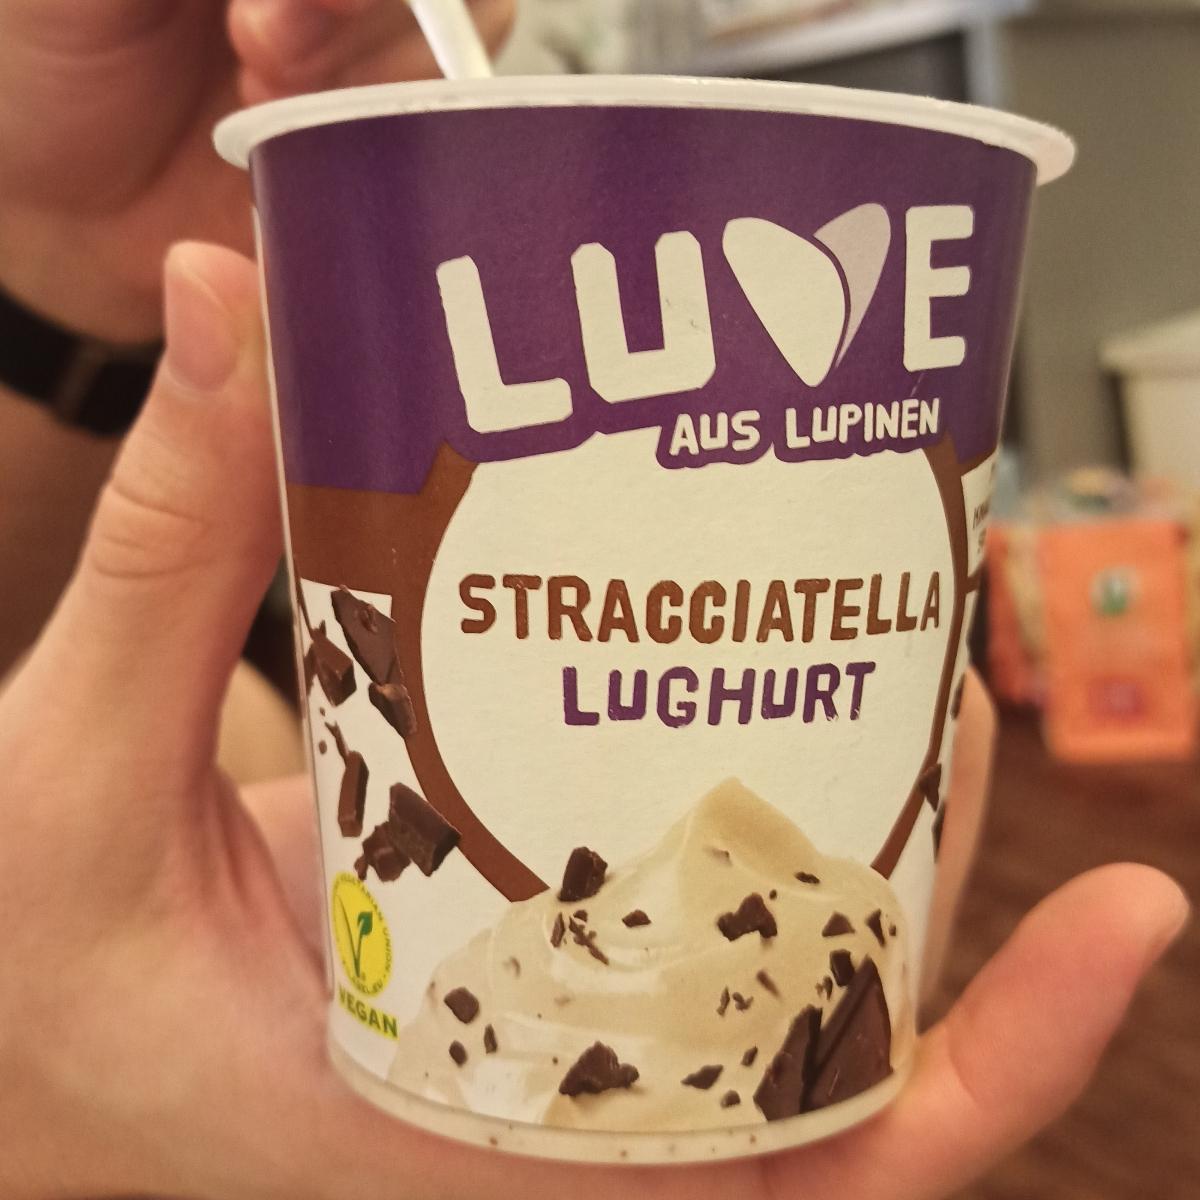 LUVE
AUS LUPINEN
STRACCIATELLA
LUGHURT
VEGAN